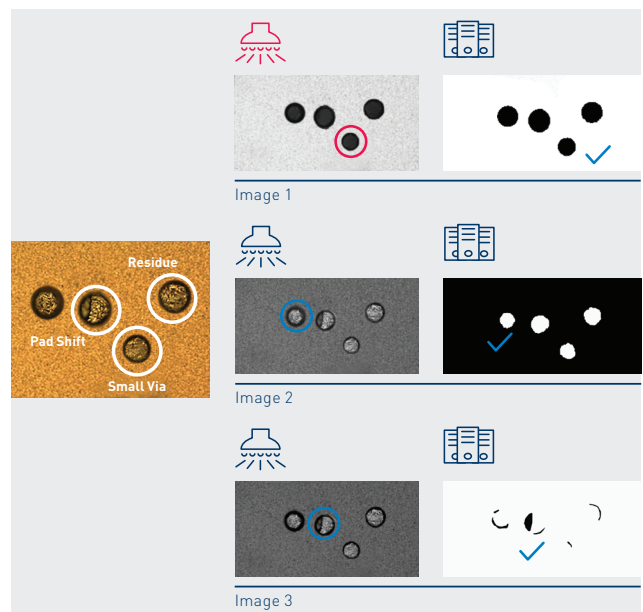 Image 1
Residue
Pad Shift
Small Via
Image 2
Image 3